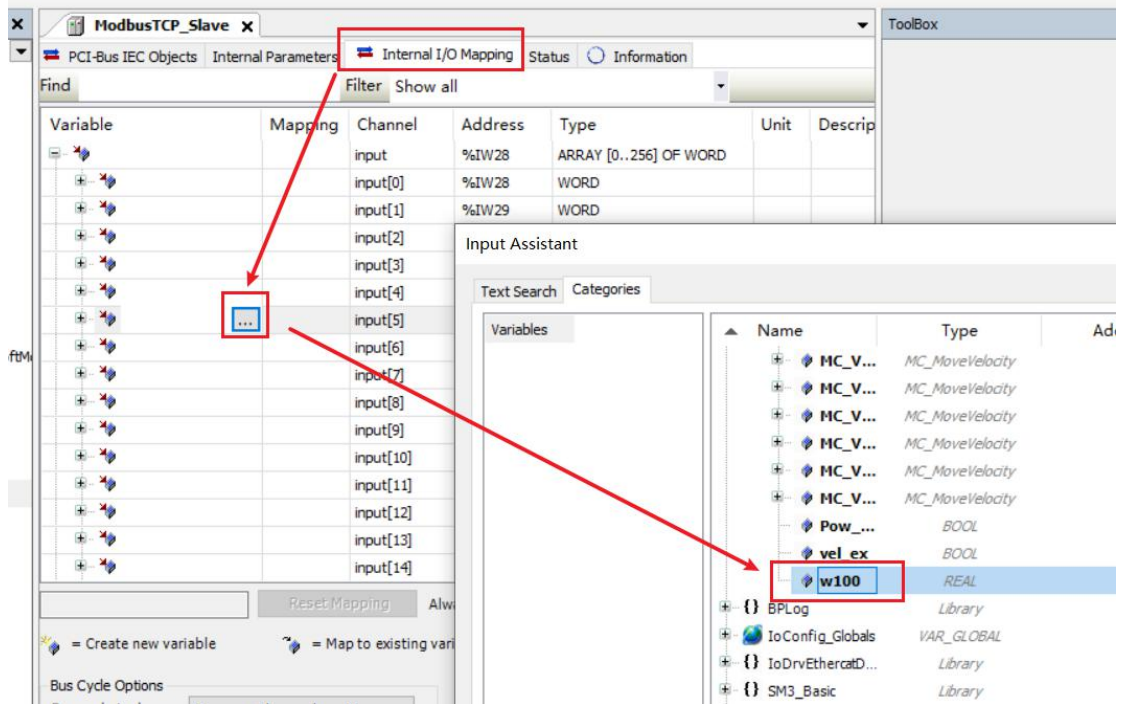 ModbusTCP_Slave
ToolBox
PCI-Bus IEC Objects Internal Parameters Internal I/O Mapping Status Information
Find Filter Show all
Variable Mapping Channel Address Type Unit Descrip
input %IW28 ARRAY [0..256] OF WORD
input[0] %IW28 WORD
input[1] %IW29 WORD
input[2]
input[3]
input[4]
... input[5]
input[6]
input[7]
input[8]
input[9]
input[10]
input[11]
input[12]
input[13]
input[14]
Reset Mapping Alwa
= Create new variable = Map to existing vari
Bus Cycle Options
Input Assistant
Text Search Categories
Variables
Name Type Add
MC_V... MC_MoveVelocity
MC_V... MC_MoveVelocity
MC_V... MC_MoveVelocity
MC_V... MC_MoveVelocity
MC_V... MC_MoveVelocity
MC_V... MC_MoveVelocity
Pow_... BOOL
vel_ex BOOL
w100 REAL
{} BPLog Library
IoConfig_Globals VAR_GLOBAL
{} IoDrvEthercatD... Library
{} SM3_Basic Library